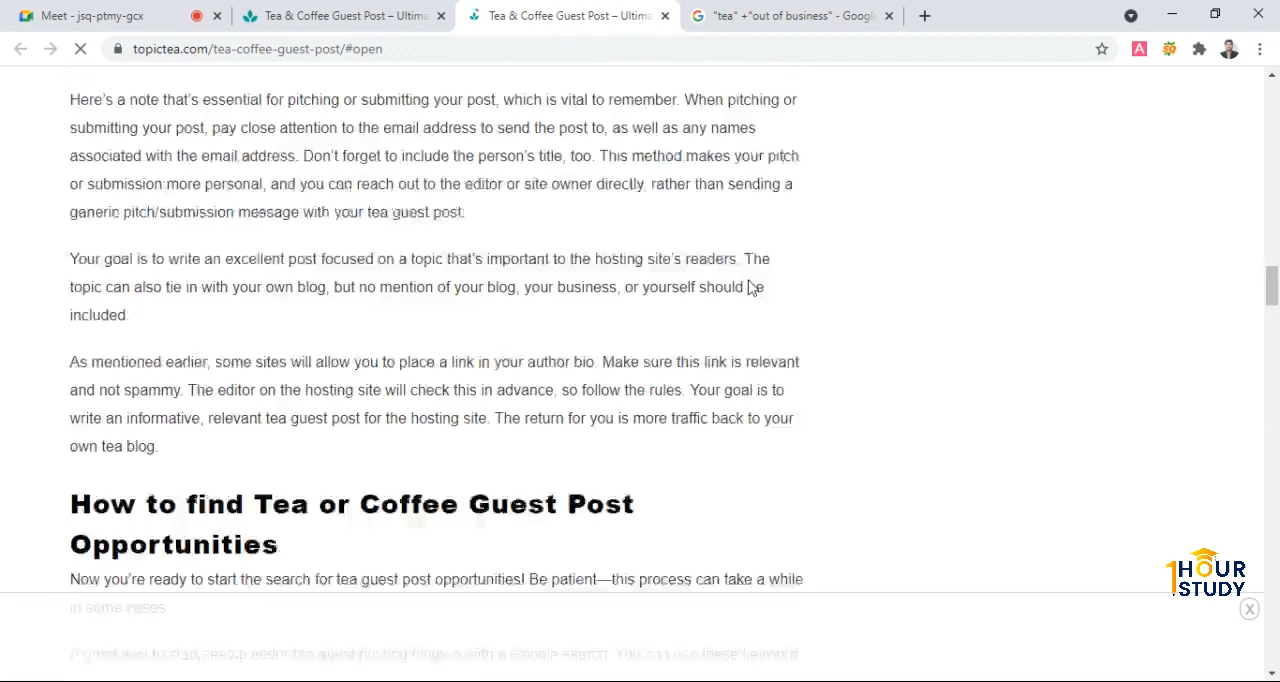 Meet - jsq-ptmy-gcx
Tea & Coffee Guest Post – Ultima
Tea & Coffee Guest Post – Ultima
"tea" +"out of business" - Google
topictea.com/tea-coffee-guest-post/#open
Here's a note that's essential for pitching or submitting your post, which is vital to remember. When pitching or
submitting your post, pay close attention to the email address to send the post to, as well as any names
associated with the email address. Don't forget to include the person's title, too. This method makes your pitch
or submission more personal, and you can reach out to the editor or site owner directly, rather than sending a
generic pitch/submission message with your tea guest post.
Your goal is to write an excellent post focused on a topic that's important to the hosting site's readers. The
topic can also tie in with your own blog, but no mention of your blog, your business, or yourself should be
included.
As mentioned earlier, some sites will allow you to place a link in your author bio. Make sure this link is relevant
and not spammy. The editor on the hosting site will check this in advance, so follow the rules. Your goal is to
write an informative, relevant tea guest post for the hosting site. The return for you is more traffic back to your
own tea blog.
How to find Tea or Coffee Guest Post
Opportunities
Now you're ready to start the search for tea guest post opportunities! Be patient—this process can take a while
in some cases
with a Google search. You can use these keyword
1HOUR
STUDY